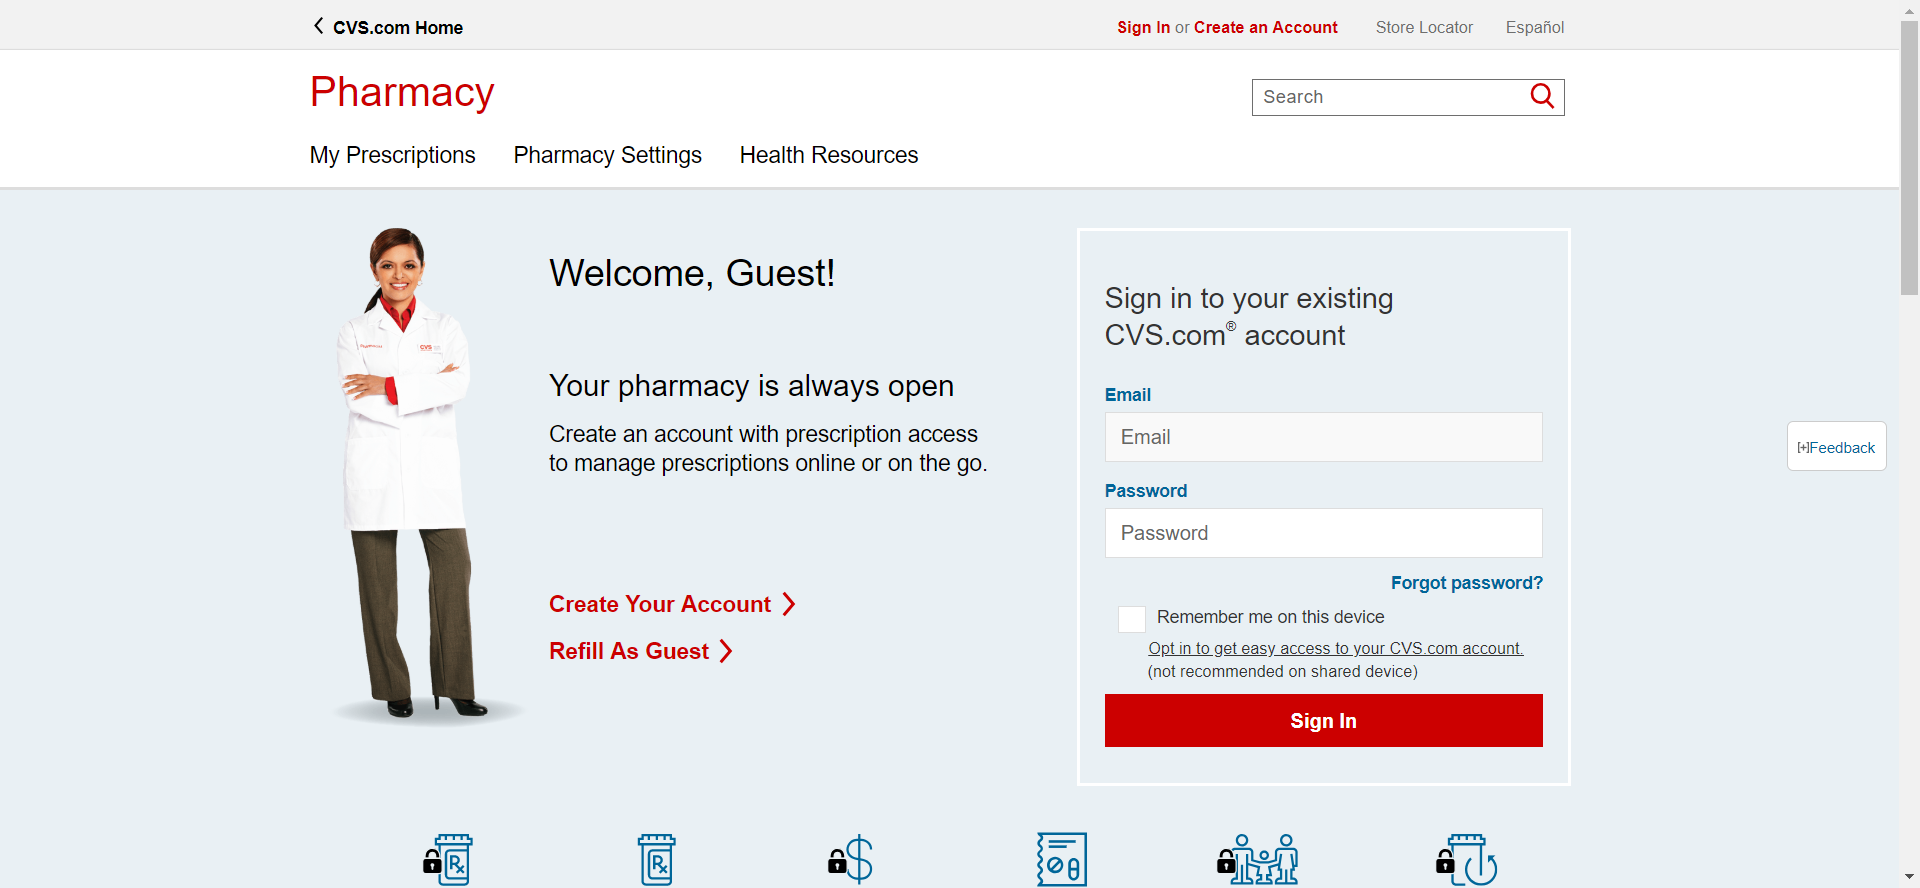 CVS.com Home
Sign In or Create an Account
Store Locator
Español
Pharmacy
Search
My Prescriptions
Pharmacy Settings
Health Resources
CVS
Welcome, Guest!
Your pharmacy is always open
Create an account with prescription access
to manage prescriptions online or on the go.
Create Your Account
Refill As Guest
Sign in to your existing
CVS.com® account
Email
Email
Password
Password
Forgot password?
Remember me on this device
Opt in to get easy access to your CVS.com account.
(not recommended on shared device)
Sign In
[+]Feedback
Rx
Rx
$